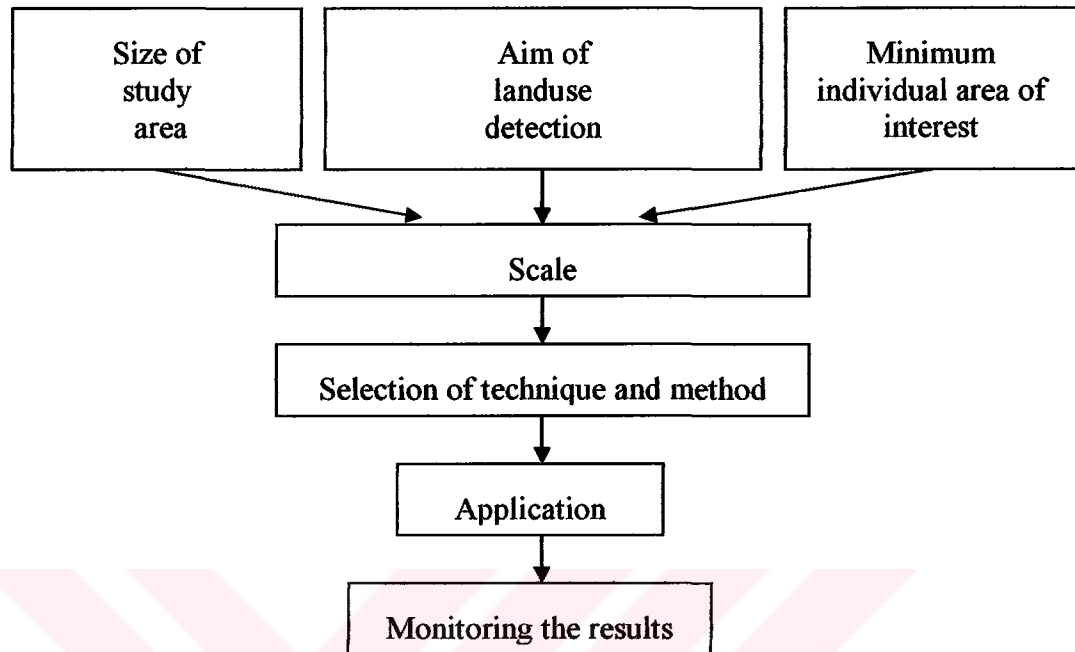 Size of
study
area
Aim of
landuse
detection
Minimum
individual area of
interest
Scale
Selection of technique and method
Application
Monitoring the results